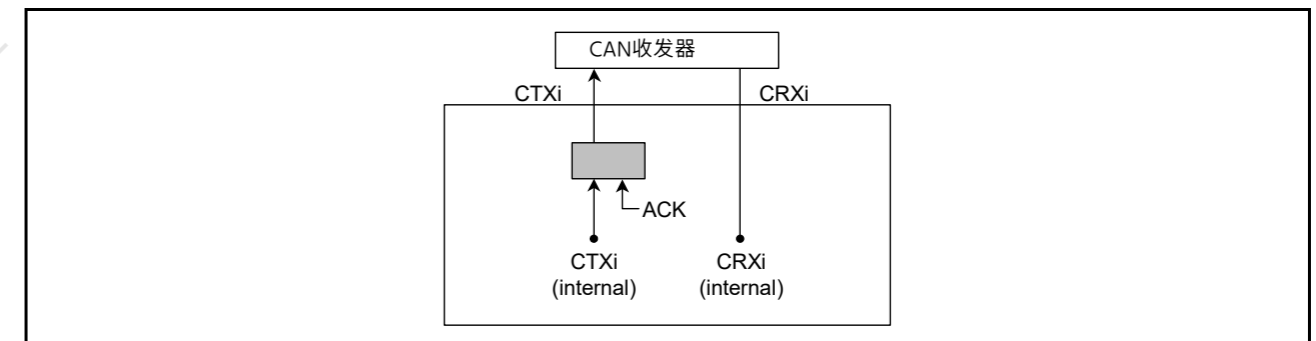 CAN收发器
CTXi CRXi
ACK
CTXi CRXi
(internal) (internal)